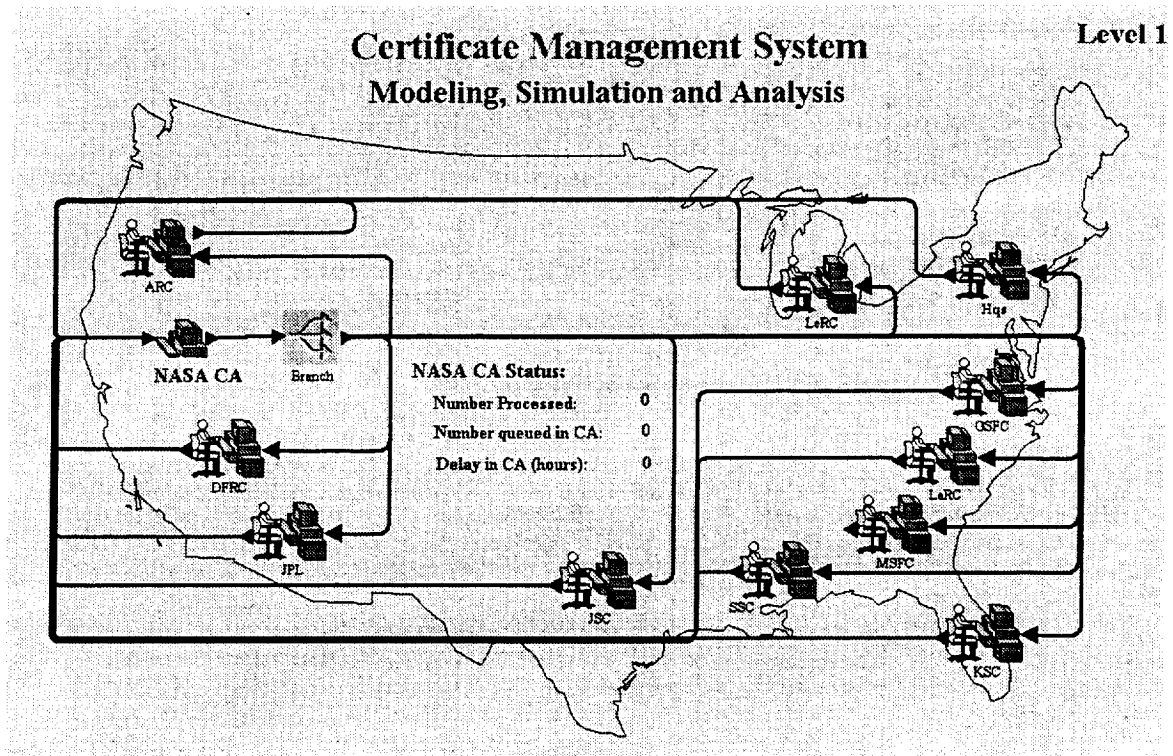 Certificate Management System
Level 1
Modeling, Simulation and Analysis
ARC
LeRC
Hqs
NASA CA
Branch
NASA CA Status:
Number Processed: 0
Number queued in CA: 0
Delay in CA (hours): 0
GSFC
DFRC
LaRC
MSFC
JPL
JSC
SSC
KSC